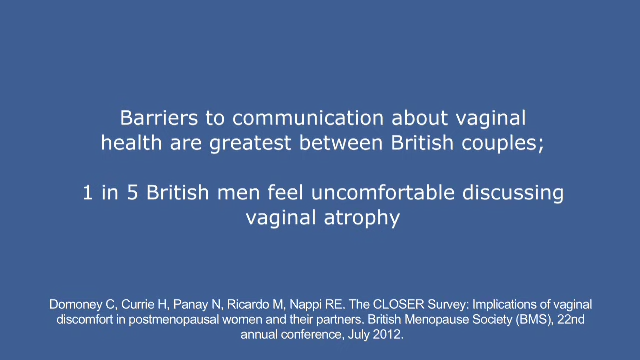 Barriers to communication about vaginal
health are greatest between British couples;
1 in 5 British men feel uncomfortable discussing
vaginal atrophy
Domoney C, Currie H, Panay N, Ricardo M, Nappi RE. The CLOSER Survey: Implications of vaginal
discomfort in postmenopausal women and their partners. British Menopause Society (BMS), 22nd
annual conference, July 2012.